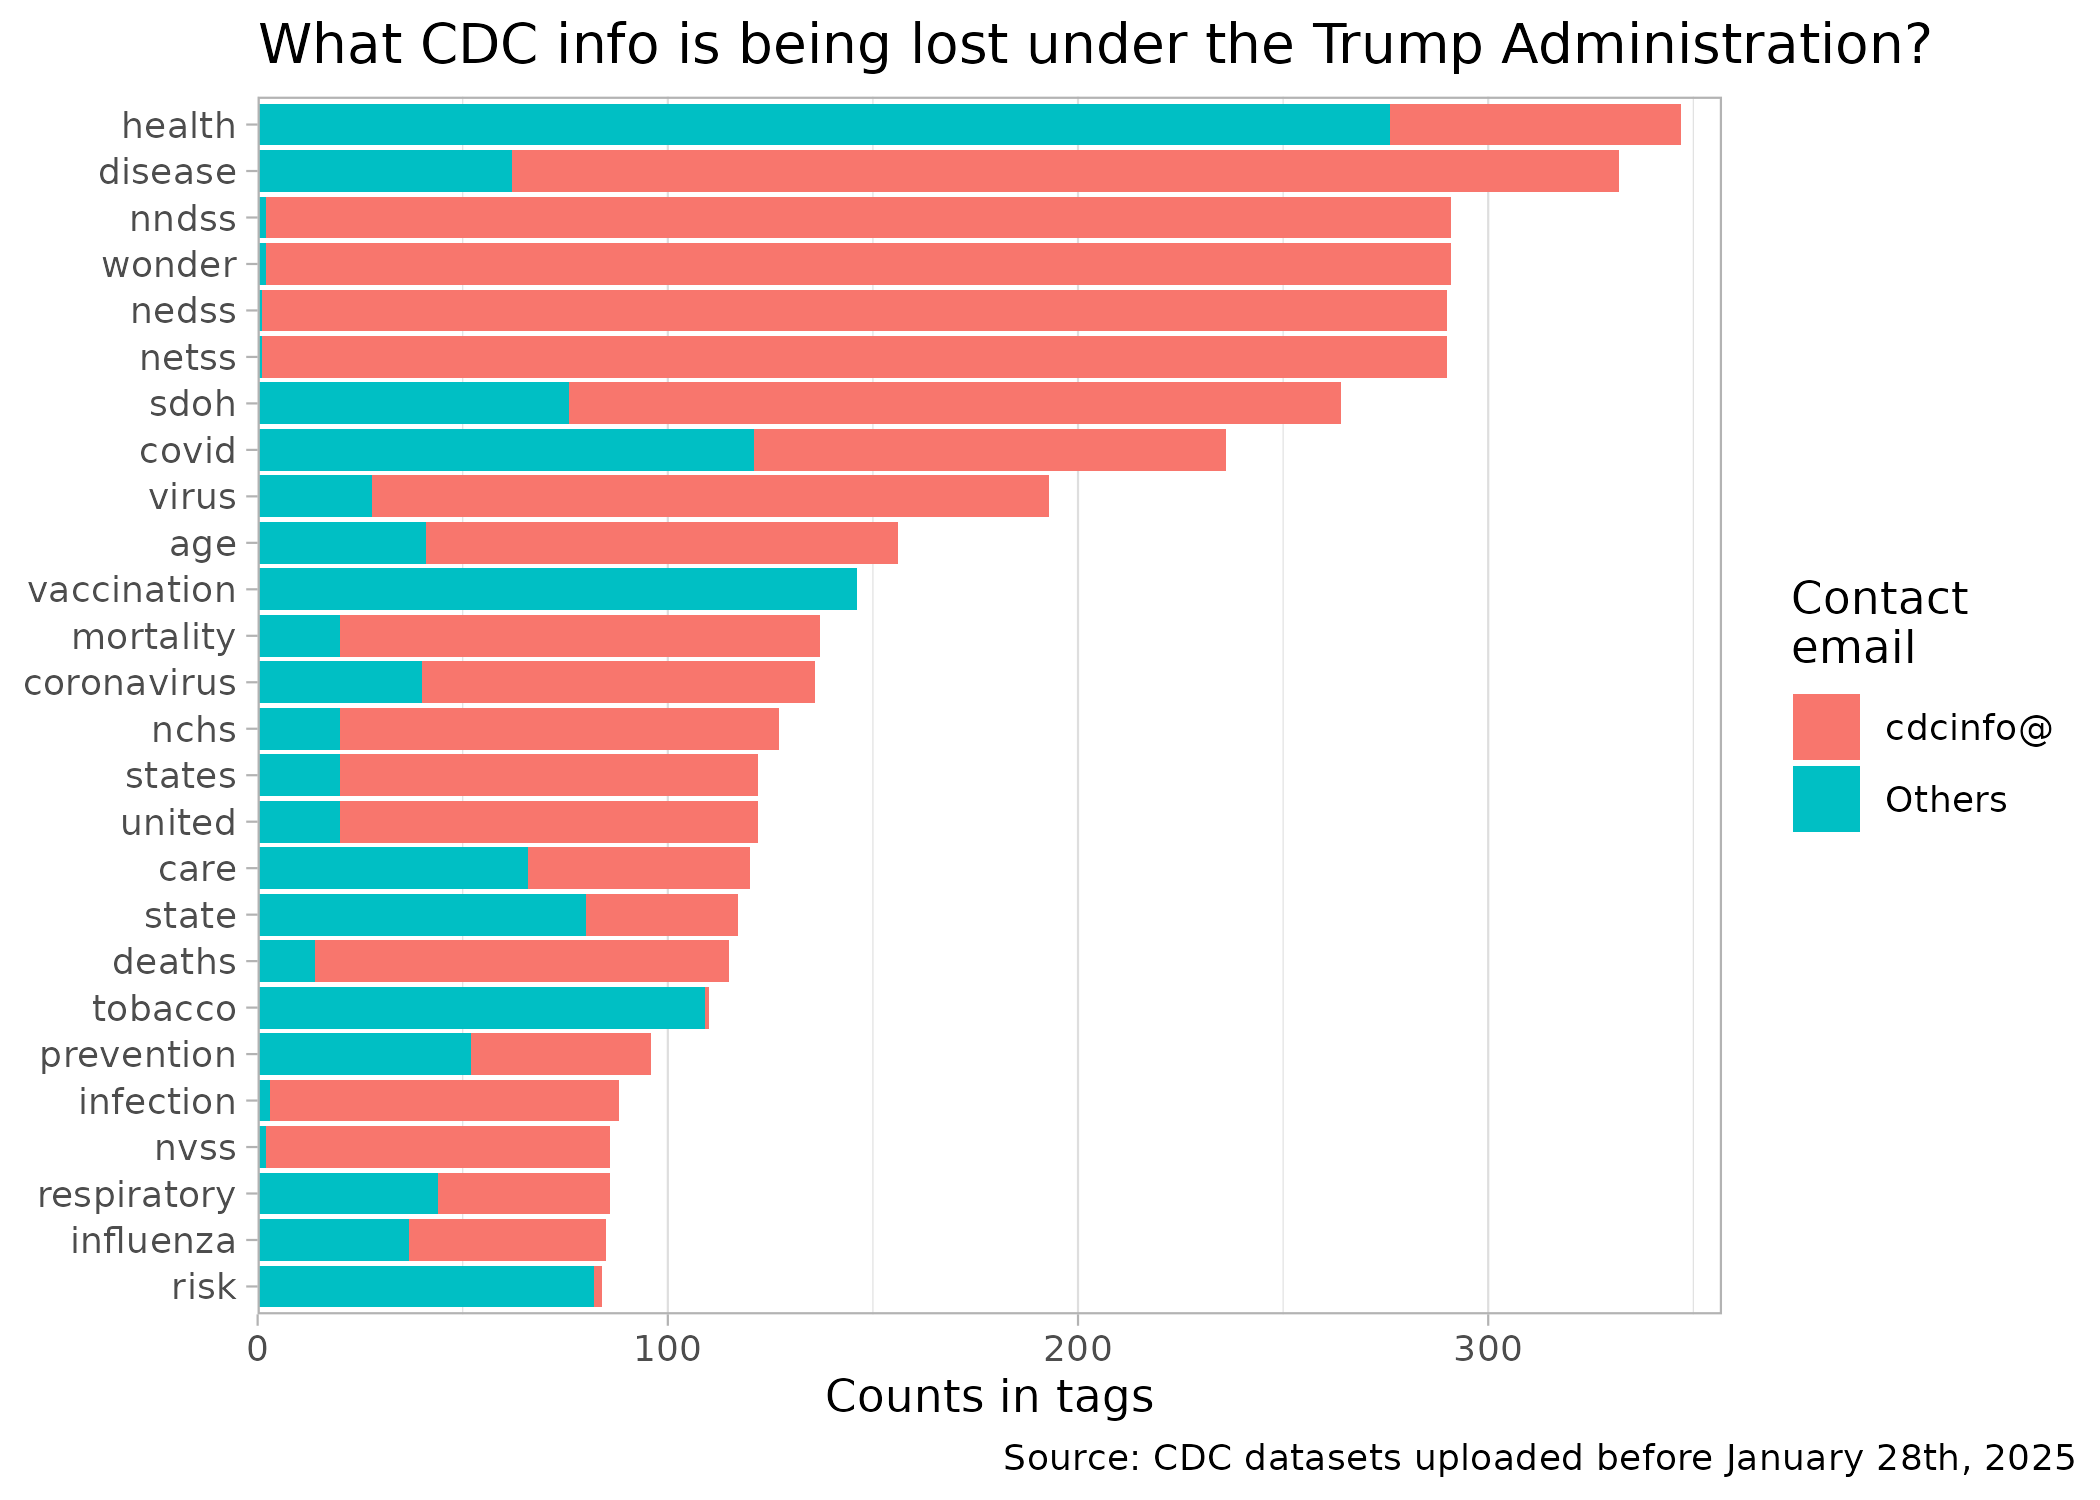 What CDC info is being lost under the Trump Administration?
health
disease
nndss
wonder
nedss
netss
sdoh
covid
virus
age
vaccination
mortality
coronavirus
nchs
states
united
care
state
deaths
tobacco
prevention
infection
nvss
respiratory
influenza
risk
0 100 200 300
Counts in tags
Contact
email
cdcinfo@
Others
Source: CDC datasets uploaded before January 28th, 2025